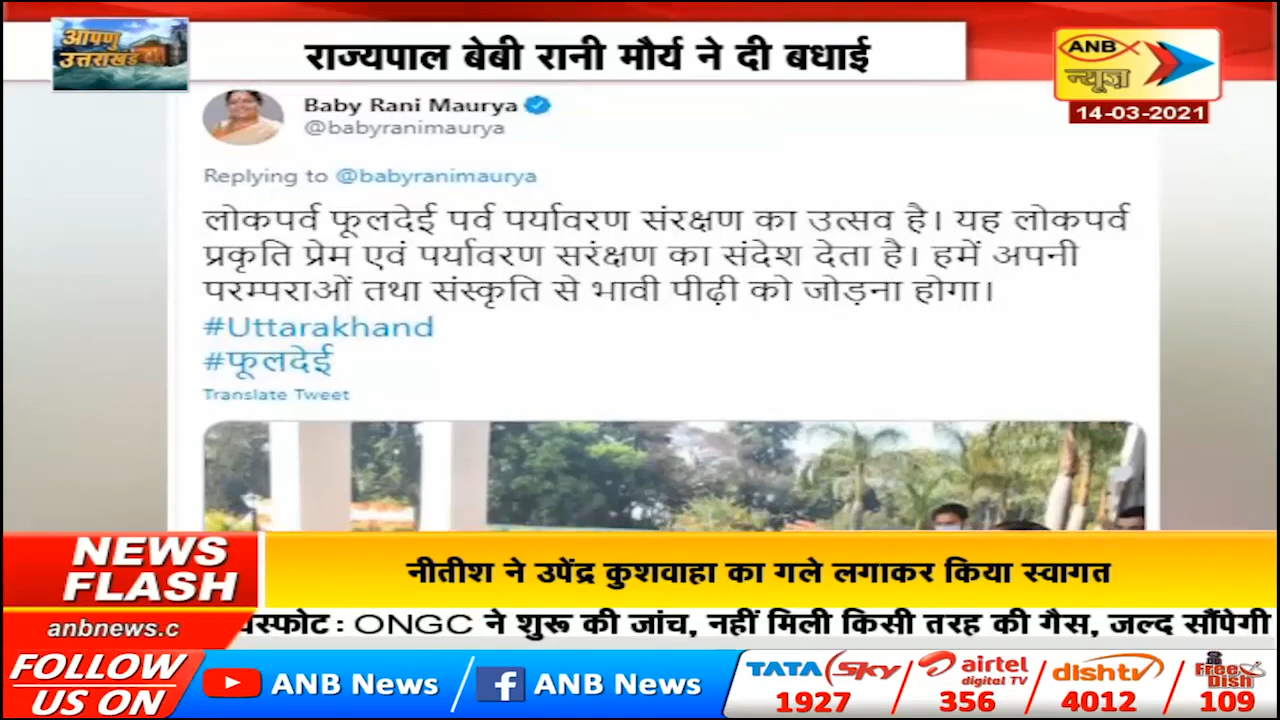 आपणु
उत्तराखंड
राज्यपाल बेबी रानी मौर्य ने दी बधाई
ANB
न्यूज़
14-03-2021
Baby Rani Maurya
@babyranimaurya
Replying to @babyranimaurya
लोकपर्व फूलदेई पर्व पर्यावरण संरक्षण का उत्सव है। यह लोकपर्व
प्रकृति प्रेम एवं पर्यावरण सरंक्षण का संदेश देता है। हमें अपनी
परम्पराओं तथा संस्कृति से भावी पीढ़ी को जोड़ना होगा।
#Uttarakhand
#फूलदेई
Translate Tweet
NEWS
FLASH
नीतीश ने उपेंद्र कुशवाहा का गले लगाकर किया स्वागत
anbnews.c
स्फोट : ONGC ने शुरू की जांच, नहीं मिली किसी तरह की गैस, जल्द सौंपेगी
FOLLOW
US ON
ANB News
ANB News
TATA Sky
1927
airtel
digital TV
356
dishtv
4012
Free
Dish
109